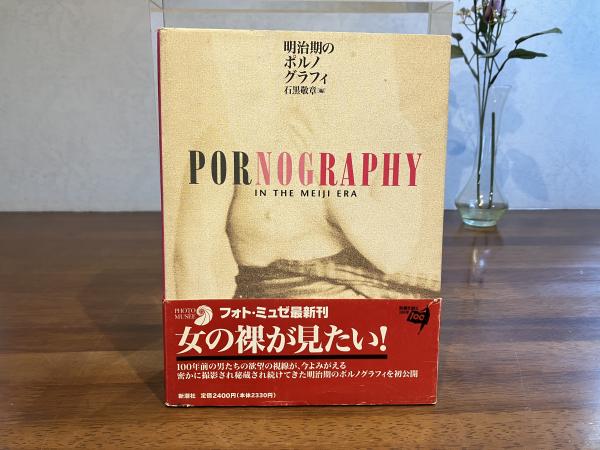 明治期の
ポルノ
グラフィ
石黒敬章[編]
PORNOGRAPHY
IN THE MEIJI ERA
PHOTO
MUSÉE
フォト・ミュゼ最新刊
100
女の裸が見たい!
100年前の男たちの欲望の視線が、今よみがえる
密かに撮影され秘蔵され続けてきた明治期のポルノグラフィを初公開
新潮社 定価2400円(本体2330円)